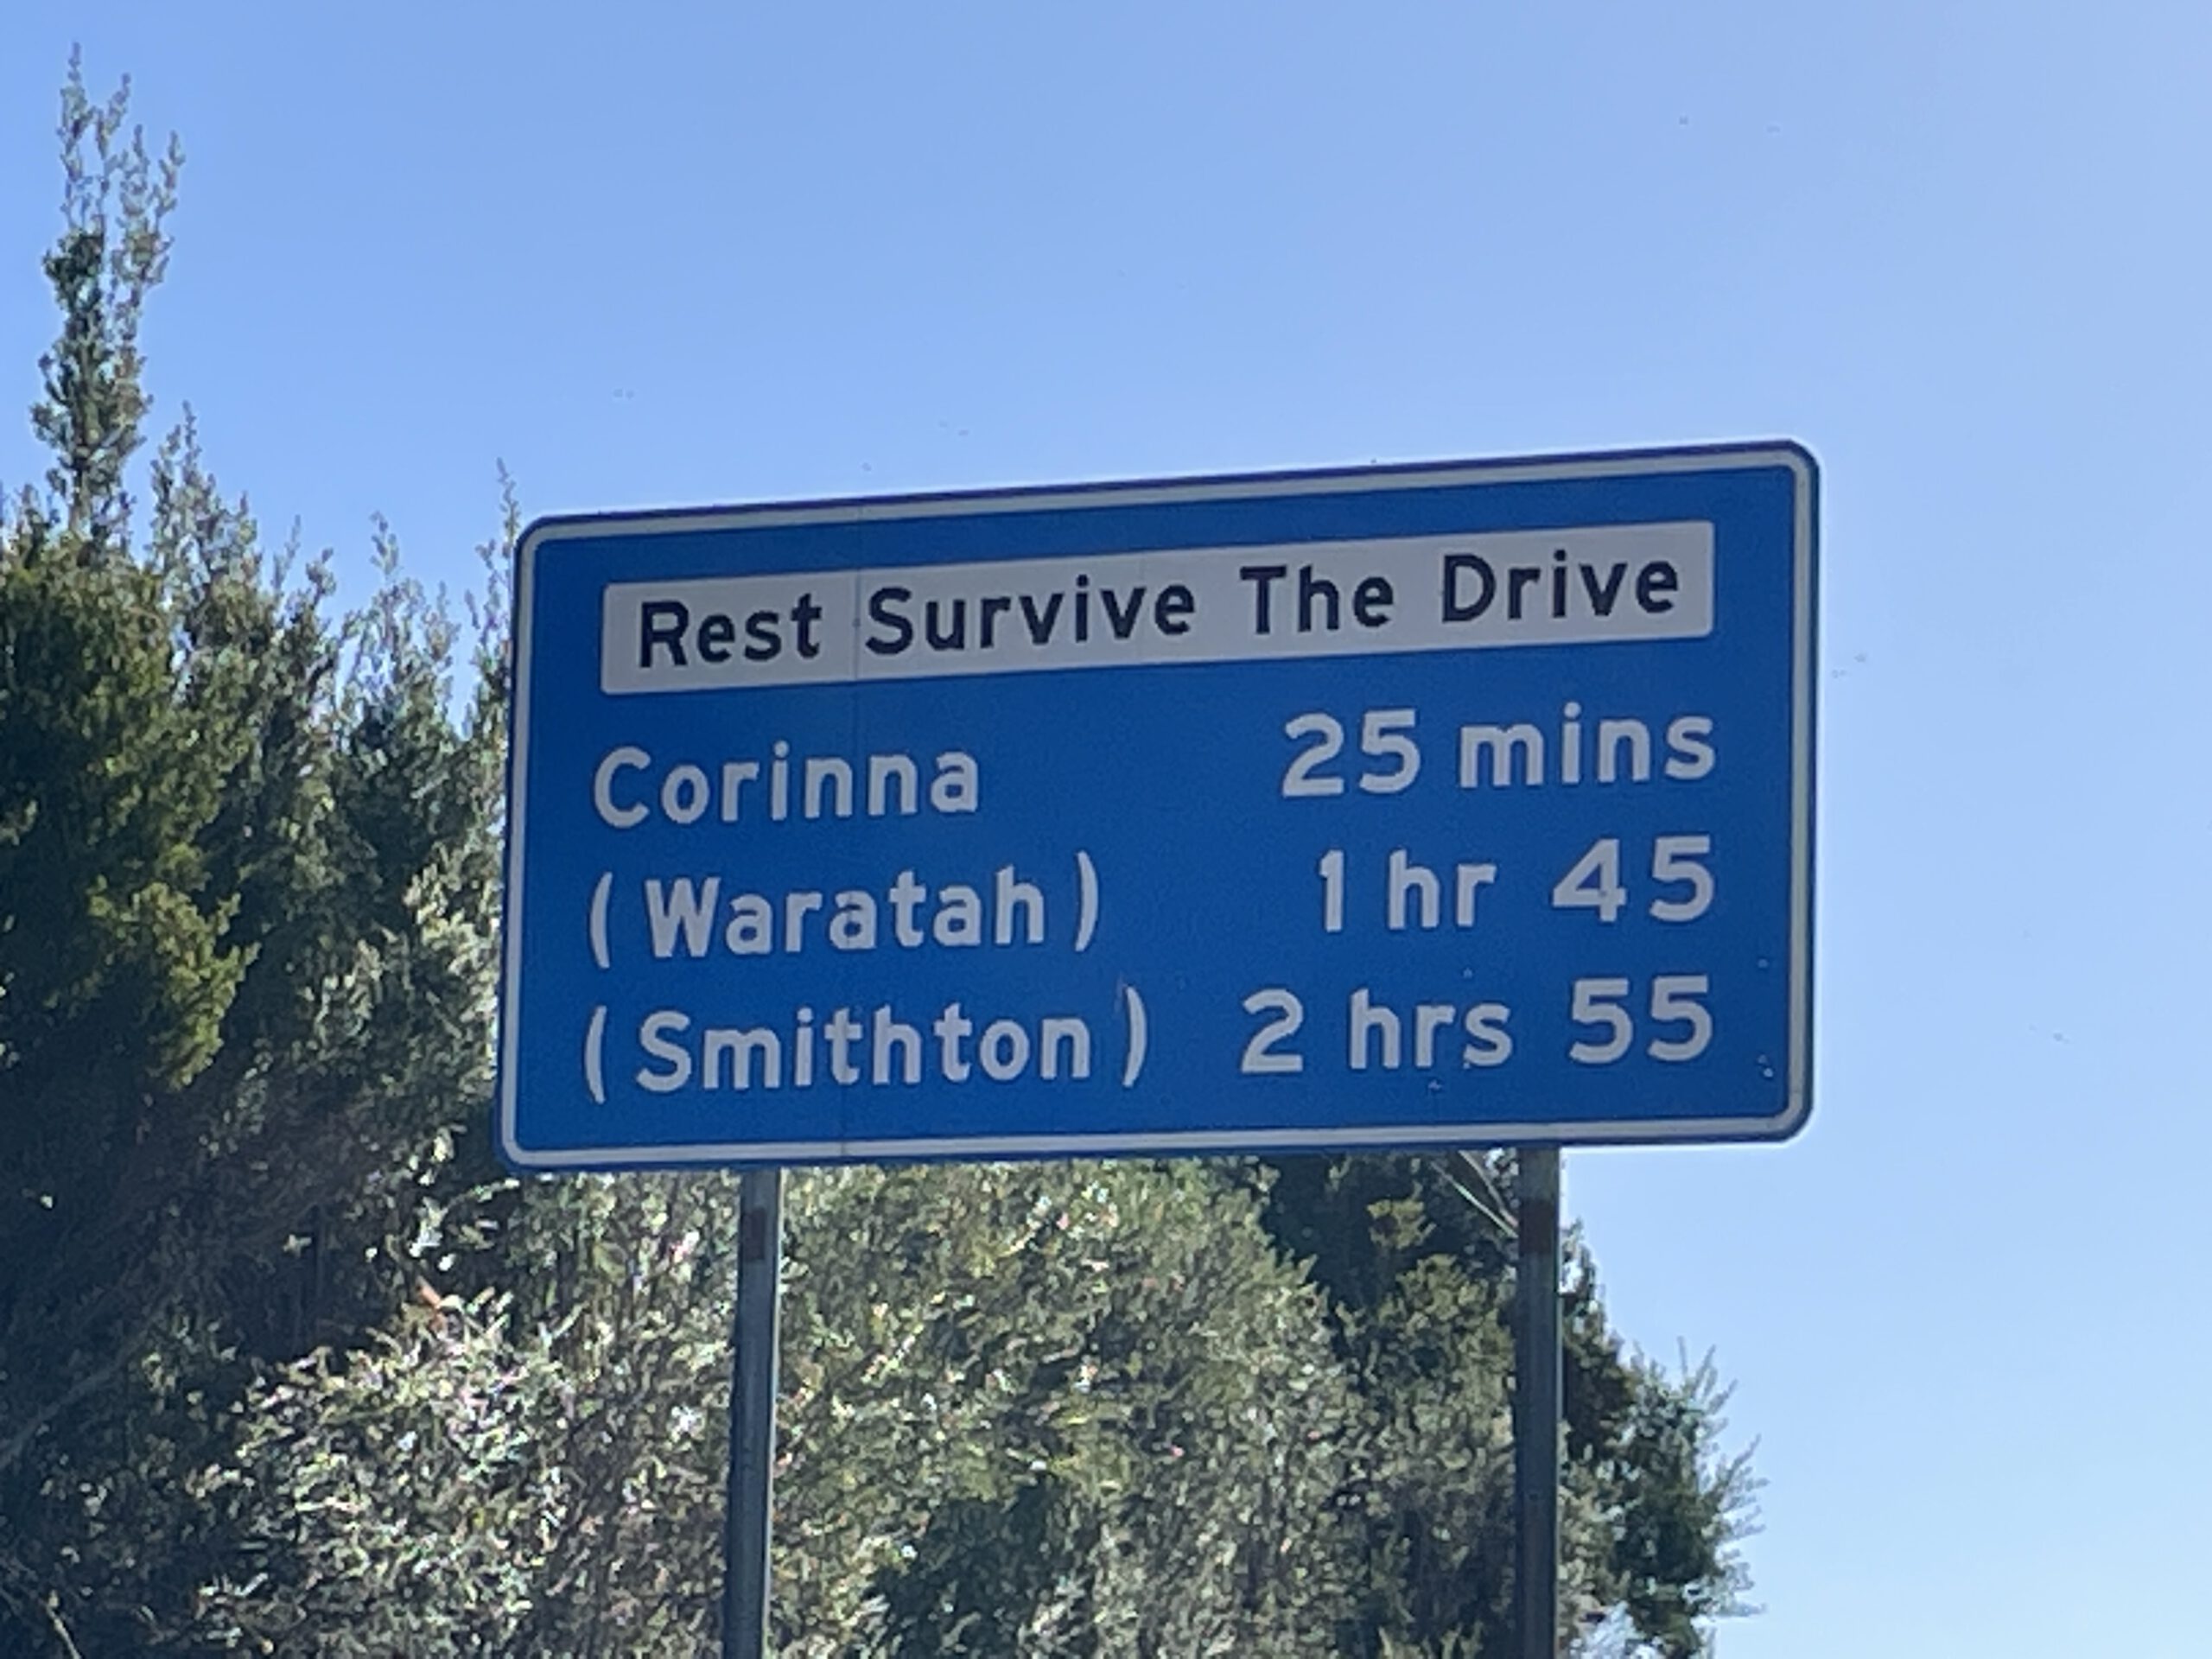 Rest Survive The Drive
Corinna 25 mins
(Waratah) 1 hr 45
(Smithton) 2 hrs 55